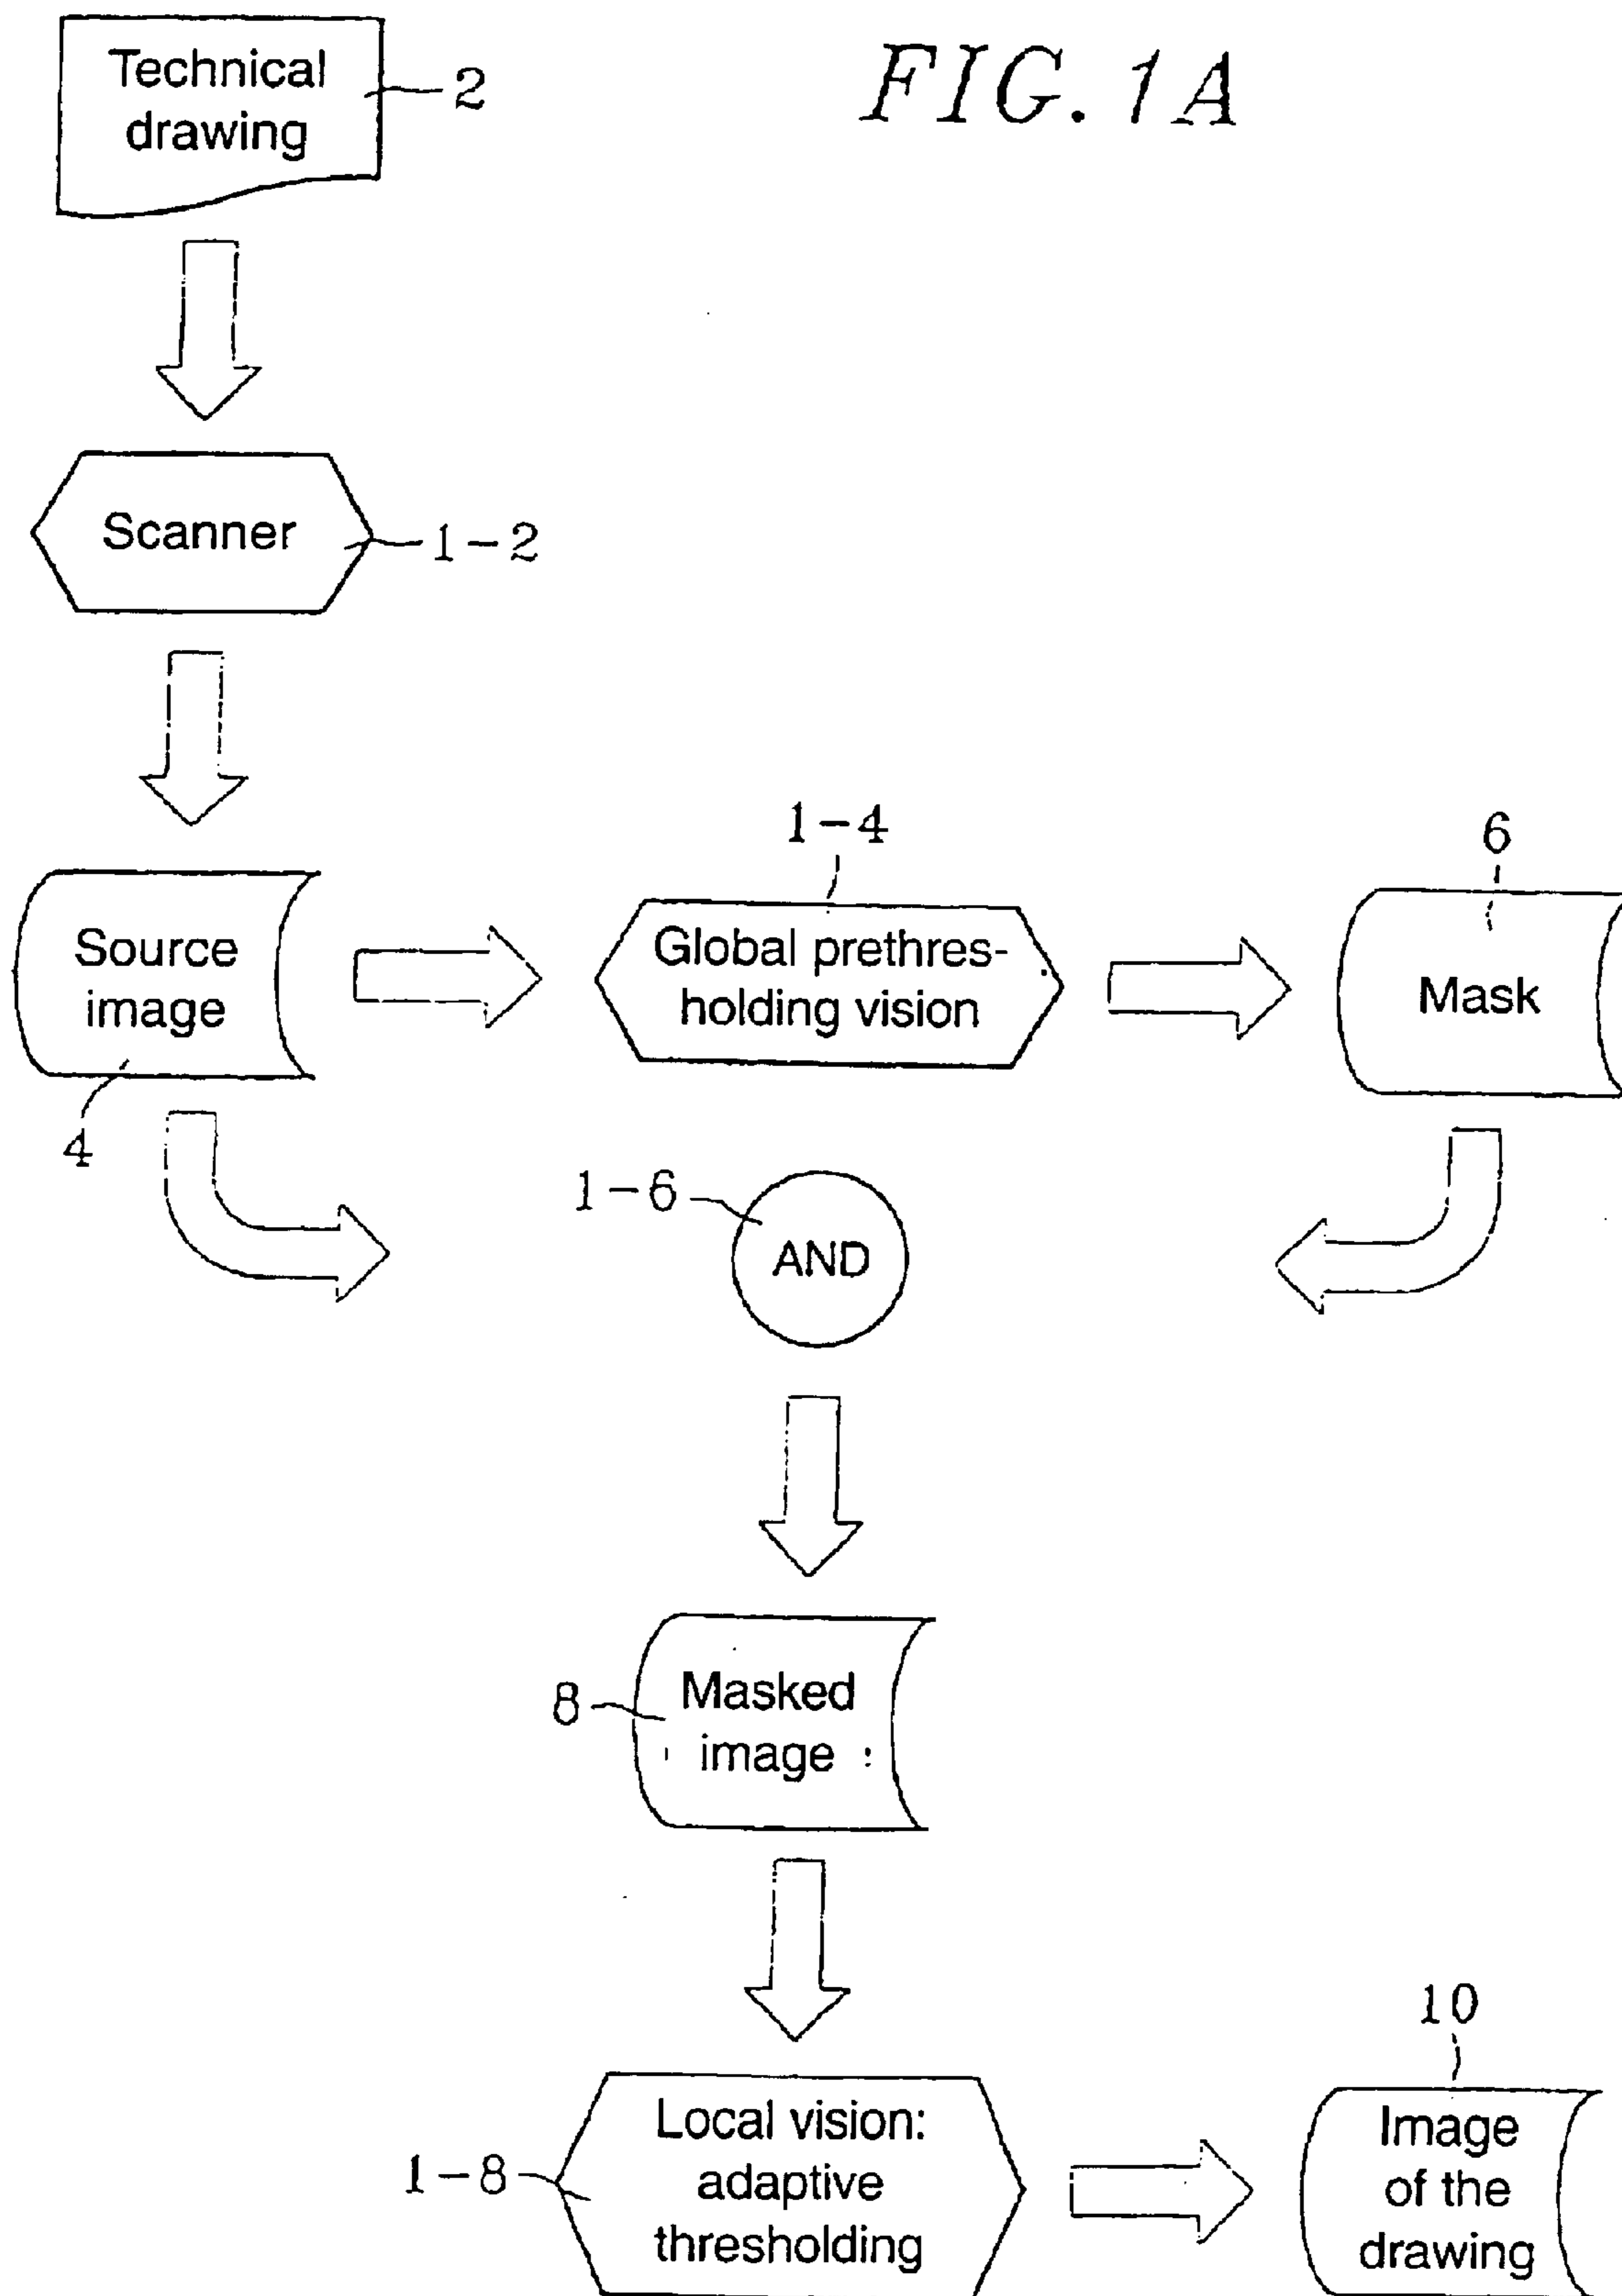 FIG. 1A
Technical
drawing
2
Scanner
1-2
Source
image
4
1-4
Global prethres-
holding vision
6
Mask
1-6
AND
8
Masked
image
1-8
Local vision:
adaptive
thresholding
10
Image
of the
drawing